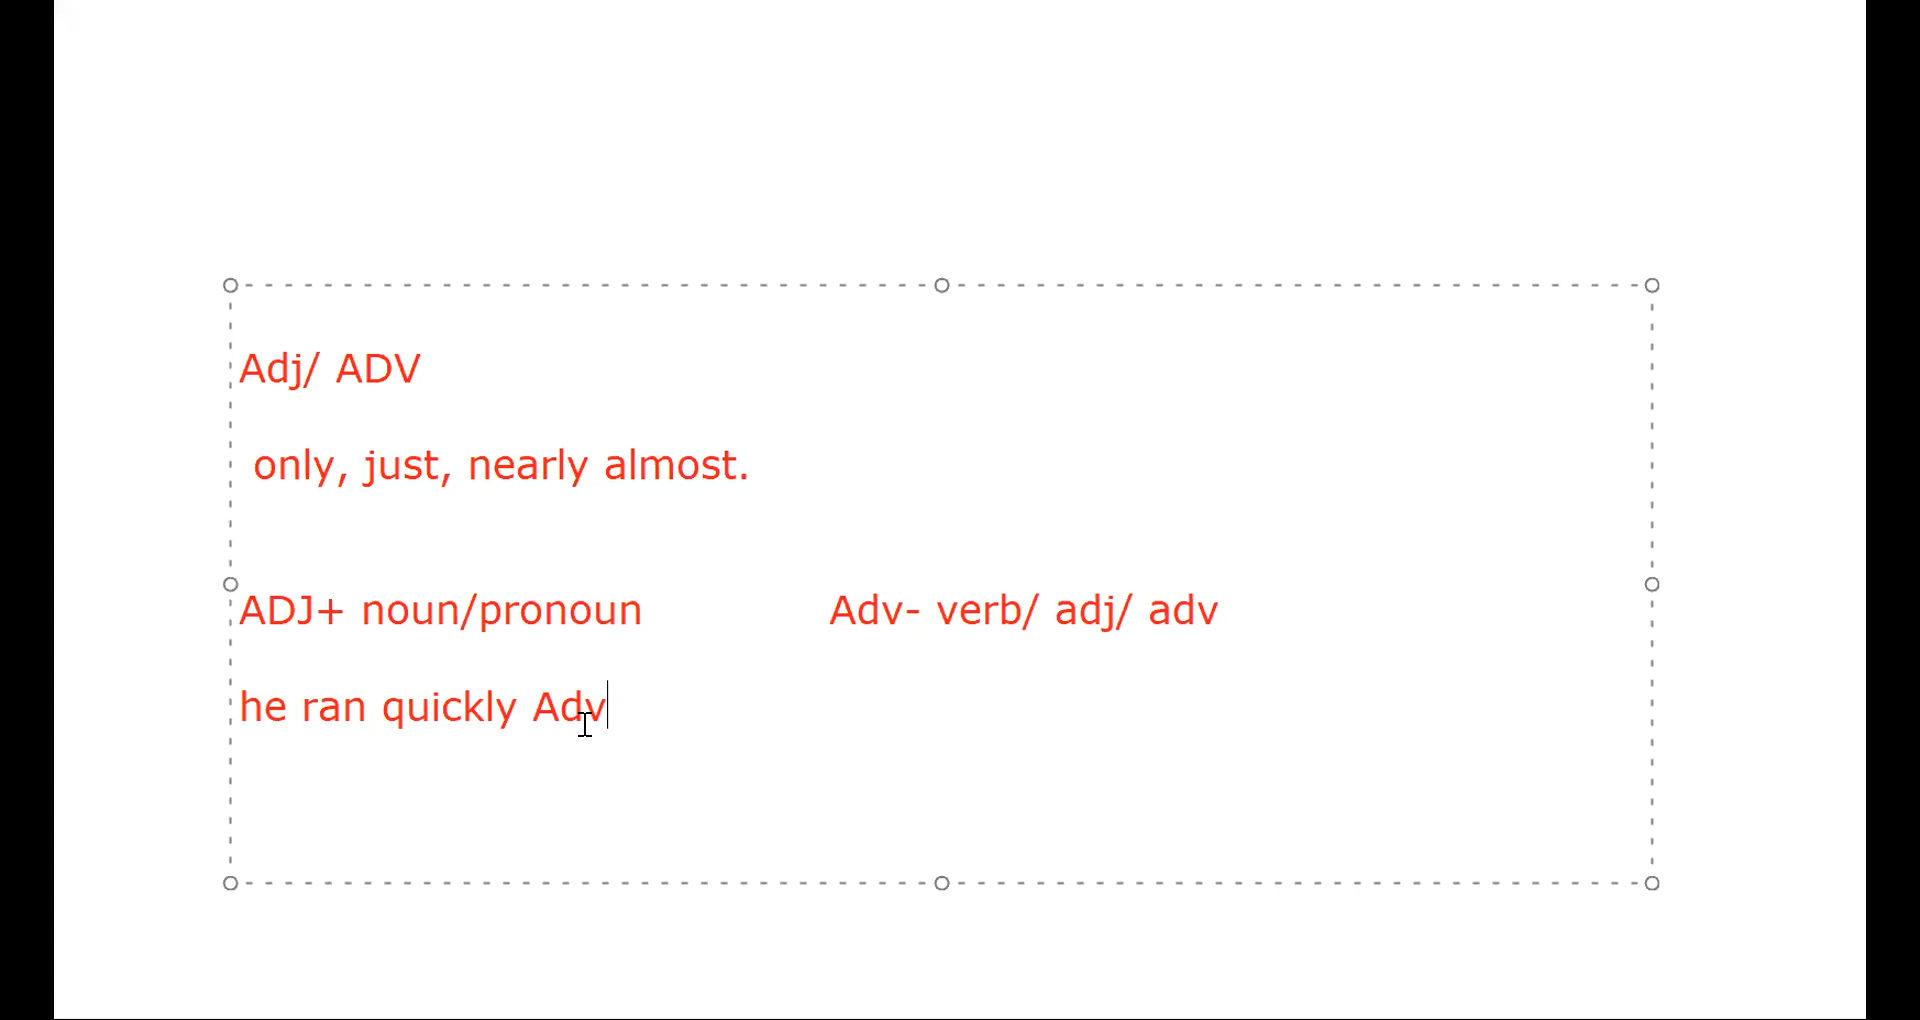 Adj/ ADV
only, just, nearly almost.
ADJ+ noun/pronoun Adv- verb/ adj/ adv
he ran quickly Adv